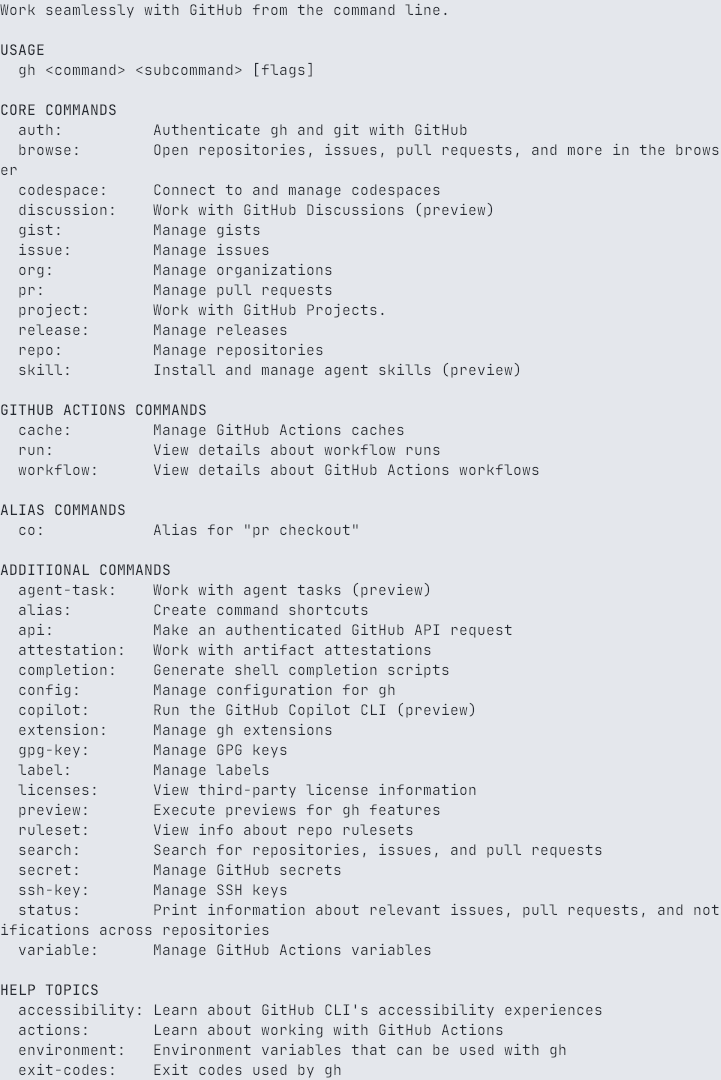 Work seamlessly with GitHub from the command line.

USAGE
  gh <command> <subcommand> [flags]

CORE COMMANDS
  auth:          Authenticate gh and git with GitHub
  browse:        Open repositories, issues, pull requests, and more in the brows
er
  codespace:     Connect to and manage codespaces
  discussion:    Work with GitHub Discussions (preview)
  gist:          Manage gists
  issue:         Manage issues
  org:           Manage organizations
  pr:            Manage pull requests
  project:       Work with GitHub Projects.
  release:       Manage releases
  repo:          Manage repositories
  skill:         Install and manage agent skills (preview)

GITHUB ACTIONS COMMANDS
  cache:         Manage GitHub Actions caches
  run:           View details about workflow runs
  workflow:      View details about GitHub Actions workflows

ALIAS COMMANDS
  co:            Alias for "pr checkout"

ADDITIONAL COMMANDS
  agent-task:    Work with agent tasks (preview)
  alias:         Create command shortcuts
  api:           Make an authenticated GitHub API request
  attestation:   Work with artifact attestations
  completion:    Generate shell completion scripts
  config:        Manage configuration for gh
  copilot:       Run the GitHub Copilot CLI (preview)
  extension:     Manage gh extensions
  gpg-key:       Manage GPG keys
  label:         Manage labels
  licenses:      View third-party license information
  preview:       Execute previews for gh features
  ruleset:       View info about repo rulesets
  search:        Search for repositories, issues, and pull requests
  secret:        Manage GitHub secrets
  ssh-key:       Manage SSH keys
  status:        Print information about relevant issues, pull requests, and not
ifications across repositories
  variable:      Manage GitHub Actions variables

HELP TOPICS
  accessibility: Learn about GitHub CLI's accessibility experiences
  actions:       Learn about working with GitHub Actions
  environment:   Environment variables that can be used with gh
  exit-codes:    Exit codes used by gh